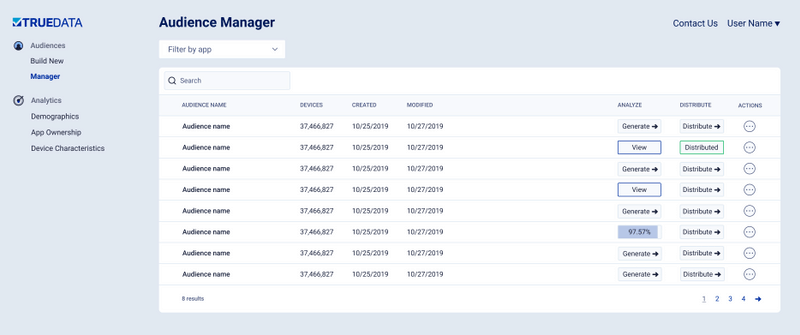 TRUEDATA
Audiences
Build New
Manager
Analytics
Demographics
App Ownership
Device Characteristics
Audience Manager
Contact Us User Name
Filter by app
Search
AUDIENCE NAME DEVICES CREATED MODIFIED ANALYZE DISTRIBUTE ACTIONS
Audience name 37,466,827 10/25/2019 10/27/2019 Generate → Distribute →
Audience name 37,466,827 10/25/2019 10/27/2019 View Distributed
Audience name 37,466,827 10/25/2019 10/27/2019 Generate → Distribute →
Audience name 37,466,827 10/25/2019 10/27/2019 View Distribute →
Audience name 37,466,827 10/25/2019 10/27/2019 Generate → Distribute →
Audience name 37,466,827 10/25/2019 10/27/2019 97.57% Distribute →
Audience name 37,466,827 10/25/2019 10/27/2019 Generate → Distribute →
Audience name 37,466,827 10/25/2019 10/27/2019 Generate → Distribute →
8 results 1 2 3 4 →